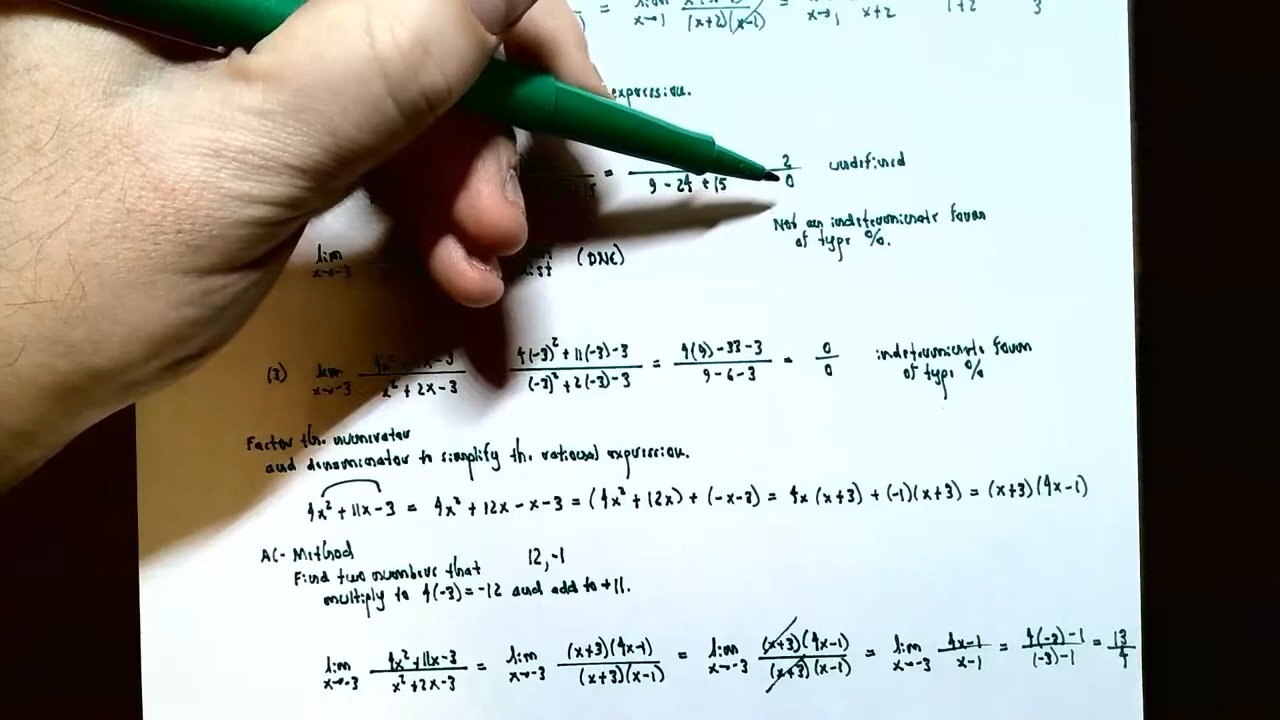 = lim x→1 (x+2)(x-1) = lim x→1 x+2 1+2 3
expression.
= 9 - 24 + 15 2/0 undefined
Not an indeterminate form
of type %.
lim x→-3 (DNE)
(3) lim x→-3 4x² + 11x - 3 / x² + 2x - 3 4(-3)² + 11(-3) - 3 / (-3)² + 2(-3) - 3 = 4(9) - 33 - 3 / 9 - 6 - 3 = 0/0 indeterminate form
of type %
Factor the numerator
and denominator to simplify the rational expression.
4x² + 11x - 3 = 4x² + 12x - x - 3 = (4x² + 12x) + (-x-3) = 4x(x+3) + (-1)(x+3) = (x+3)(4x-1)
AC- Method
Find two numbers that 12, -1
multiply to 4(-3) = -12 and add to +11.
lim x→-3 4x² + 11x - 3 / x² + 2x - 3 = lim x→-3 (x+3)(4x-1) / (x+3)(x-1) = lim x→-3 (x+3)(4x-1) / (x+3)(x-1) = lim x→-3 4x-1 / x-1 = 4(-3)-1 / (-3)-1 = 13/4